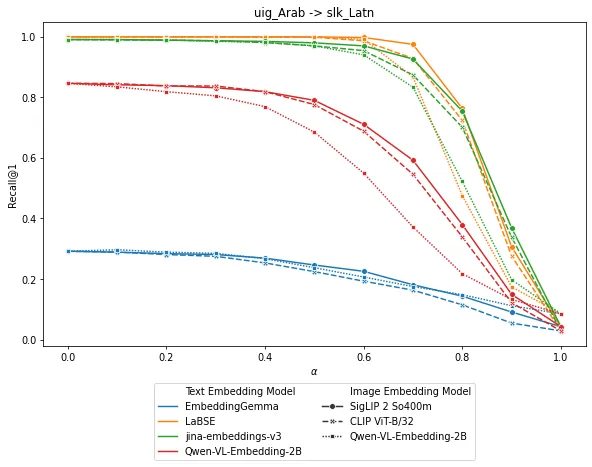 uig_Arab -> slk_Latn
Recall@1
1.0
0.8
0.6
0.4
0.2
0.0
0.0 0.2 0.4 0.6 0.8 1.0
α
Text Embedding Model
EmbeddingGemma
LaBSE
jina-embeddings-v3
Qwen-VL-Embedding-2B
Image Embedding Model
SigLIP 2 So400m
CLIP ViT-B/32
Qwen-VL-Embedding-2B